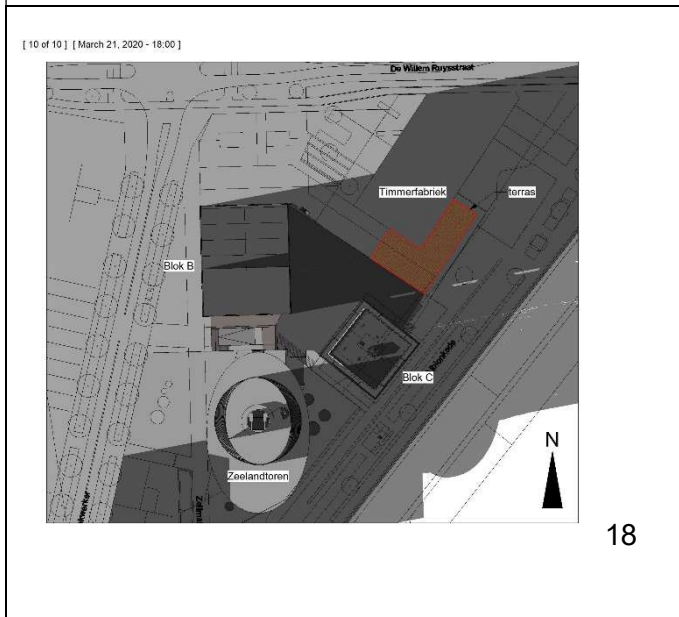 [ 10 of 10 ] [ March 21, 2020 - 18:00 ]
De Willem Ruysstraat
Timmerfabriek
terras
Blok B
Blok C
Zeelandtoren
N
18